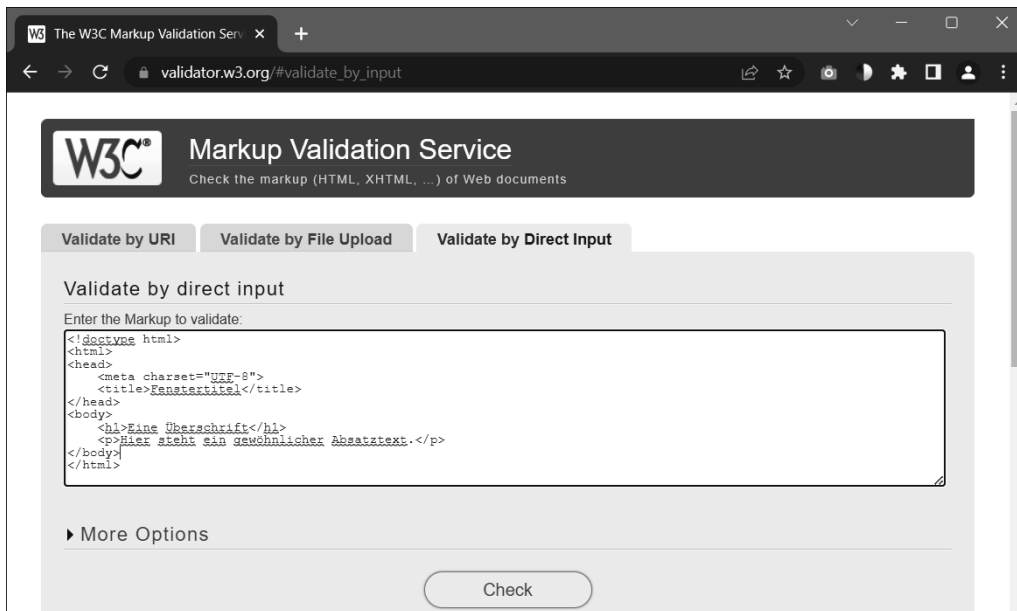 W3 The W3C Markup Validation Serv
validator.w3.org/#validate_by_input
W3C® Markup Validation Service
Check the markup (HTML, XHTML, …) of Web documents
Validate by URI Validate by File Upload Validate by Direct Input
Validate by direct input
Enter the Markup to validate:
<!doctype html>
<html>
<head>
    <meta charset="UTF-8">
    <title>Fenstertitel</title>
</head>
<body>
    <h1>Eine Überschrift</h1>
    <p>Hier steht ein gewöhnlicher Absatztext.</p>
</body>
</html>
More Options
Check